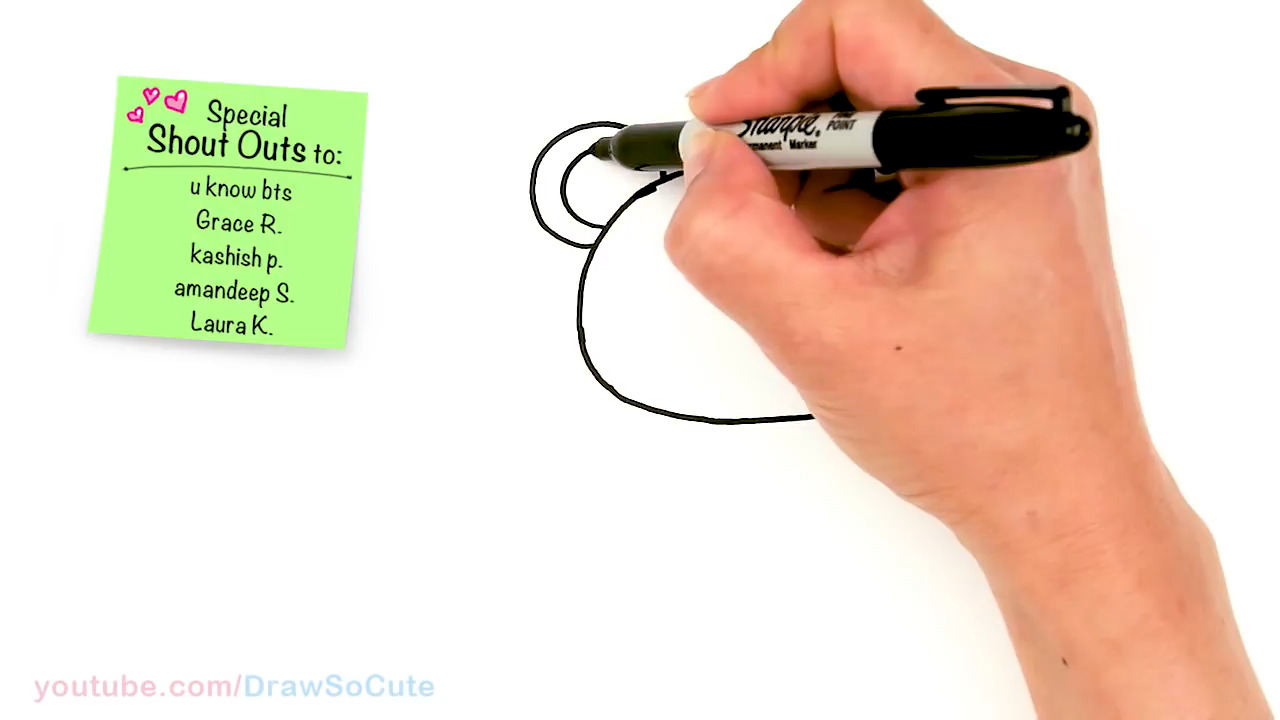 Special
Shout Outs to:
u know bts
Grace R.
kashish p.
amandeep S.
Laura K.
Sharpie®
FINE
POINT
Permanent Marker
youtube.com/DrawSoCute